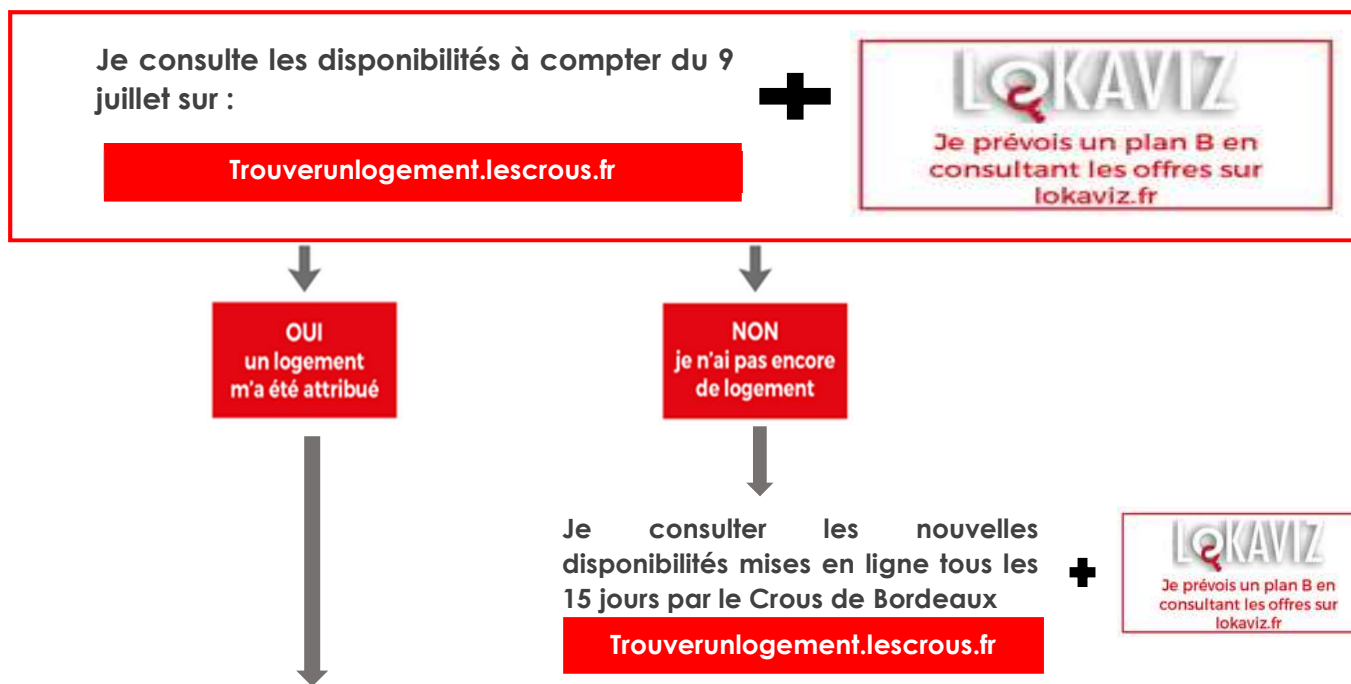 Je consulte les disponibilités à compter du 9
juillet sur :
Trouverunlogement.lescrous.fr
LOKAVIZ
Je prévois un plan B en
consultant les offres sur
lokaviz.fr
OUI
un logement
m'a été attribué
NON
je n'ai pas encore
de logement
Je consulter les nouvelles
disponibilités mises en ligne tous les
15 jours par le Crous de Bordeaux
Trouverunlogement.lescrous.fr
LOKAVIZ
Je prévois un plan B en
consultant les offres sur
lokaviz.fr